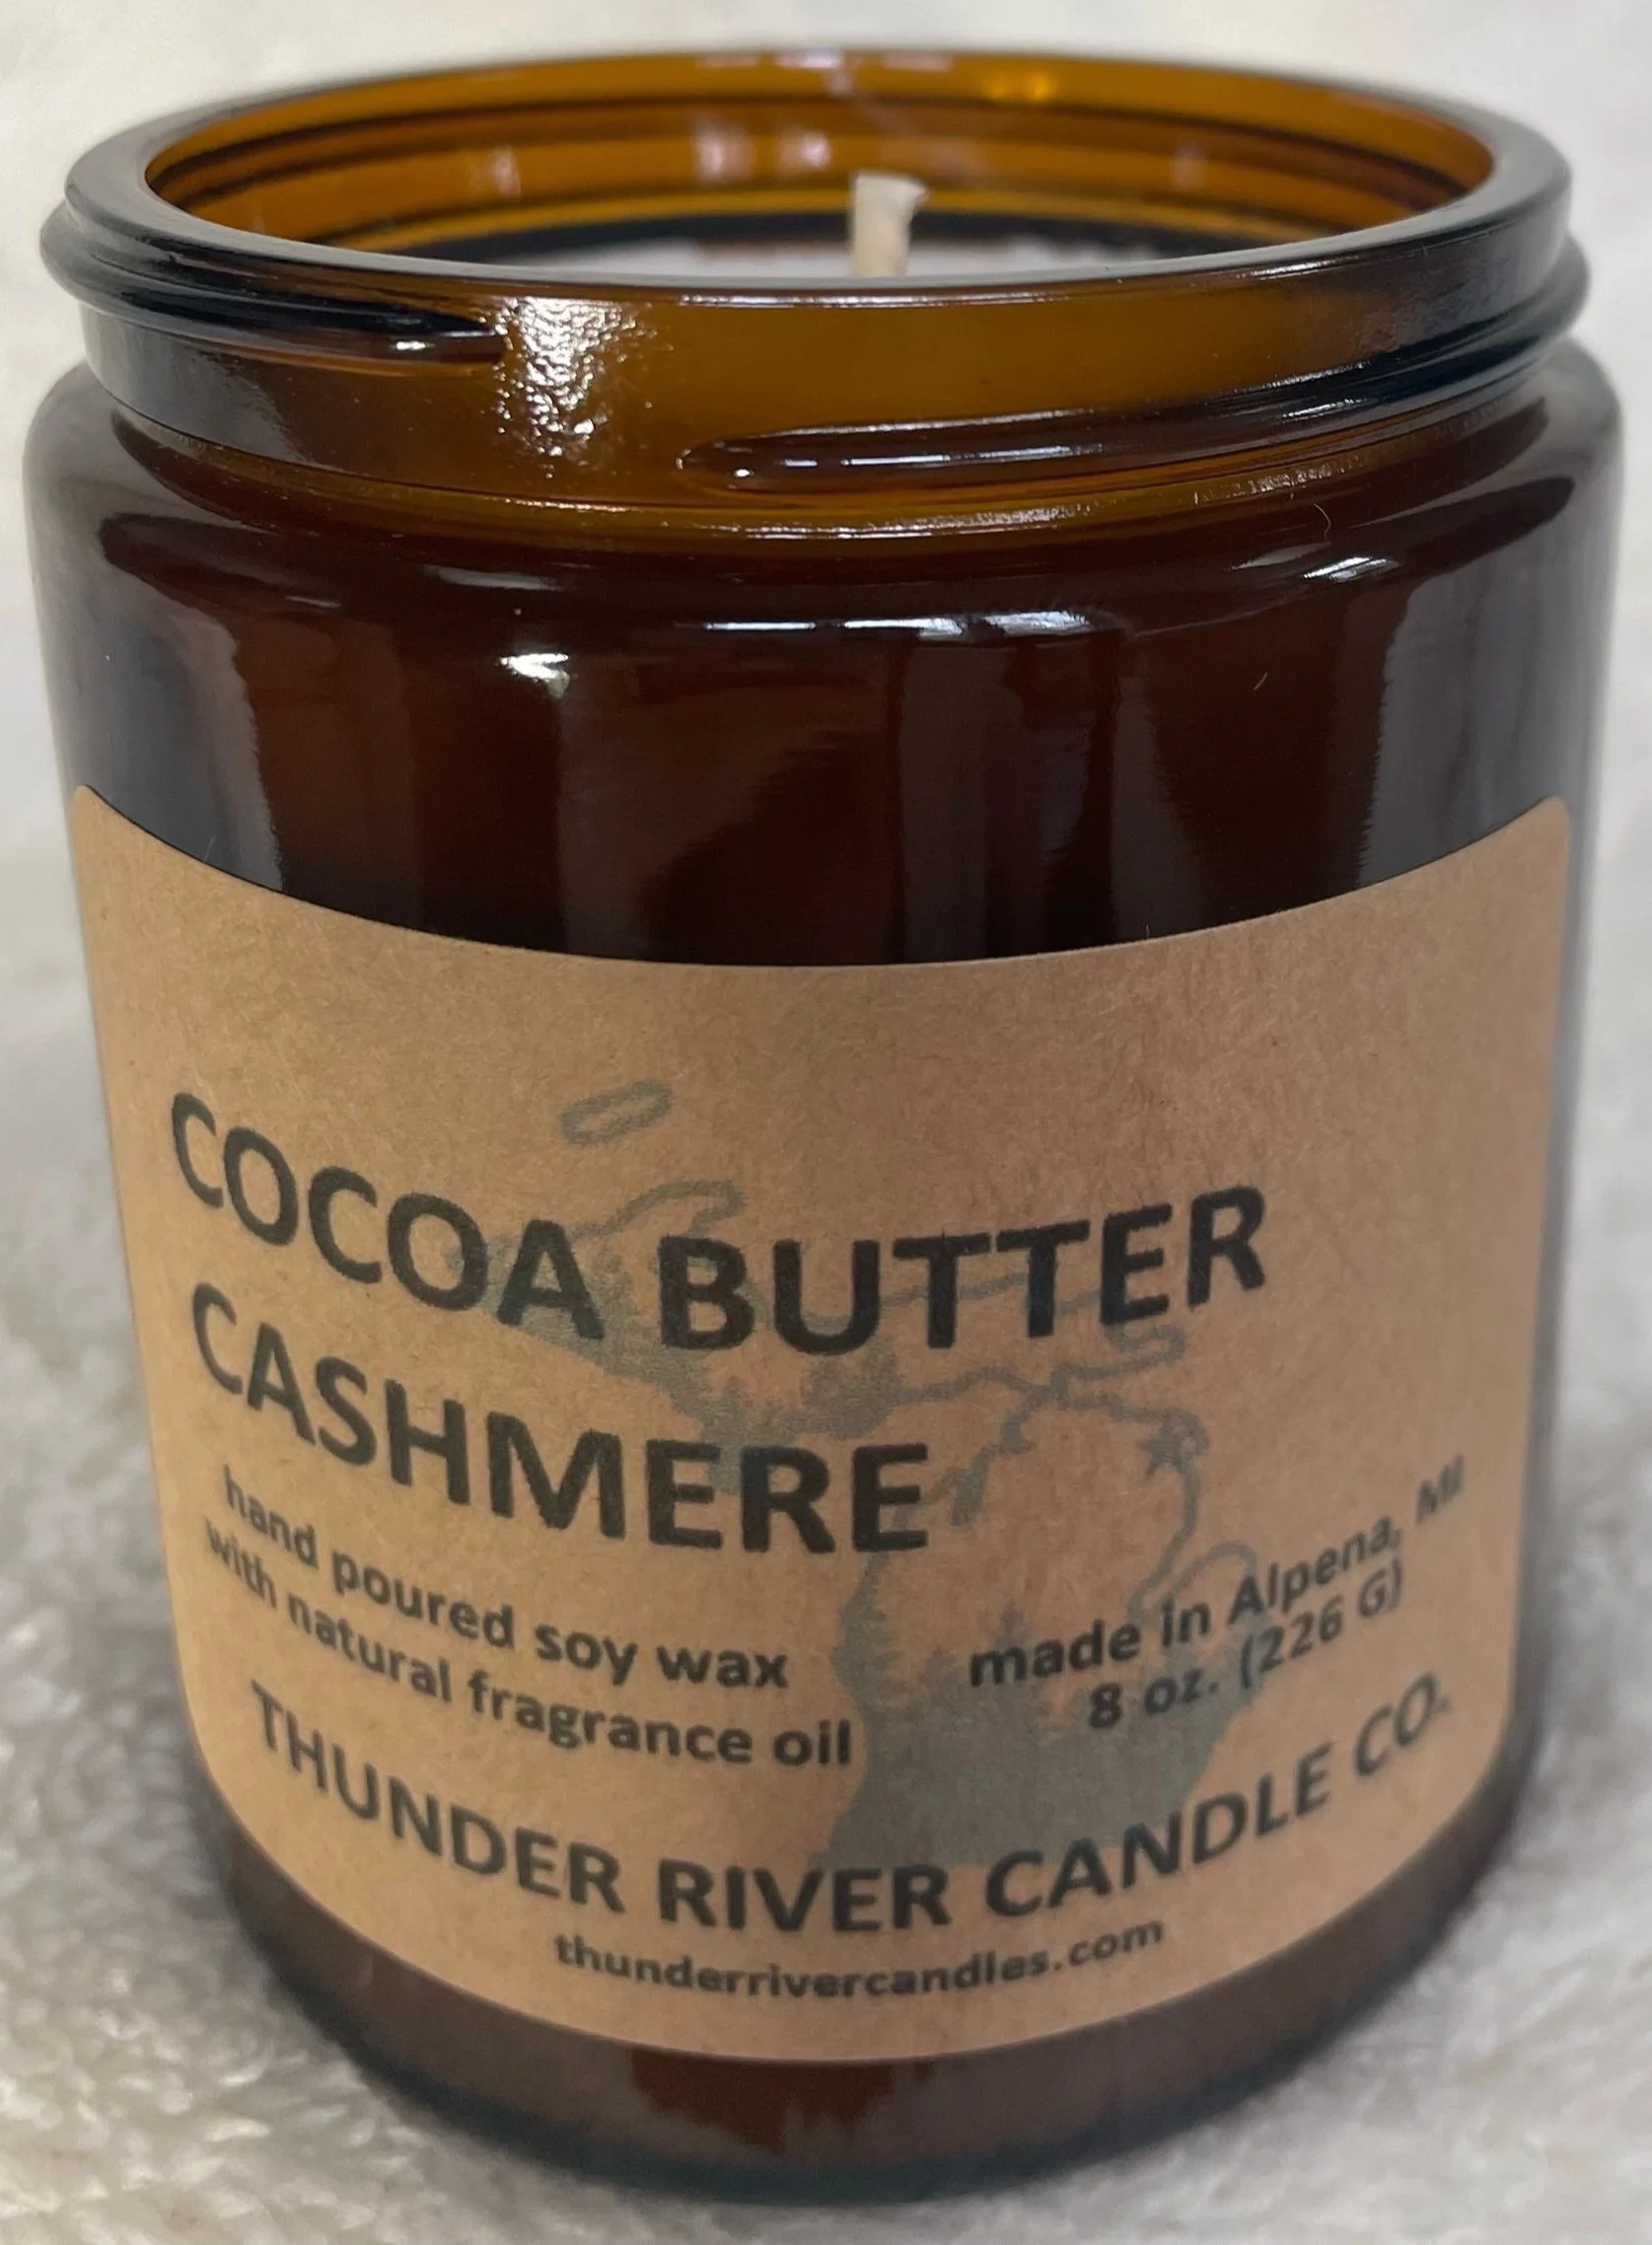 COCOA BUTTER
CASHMERE
hand poured soy wax
with natural fragrance oil
made in Alpena, MI
8 oz. (226 G)
THUNDER RIVER CANDLE CO.
thunderrivercandles.com